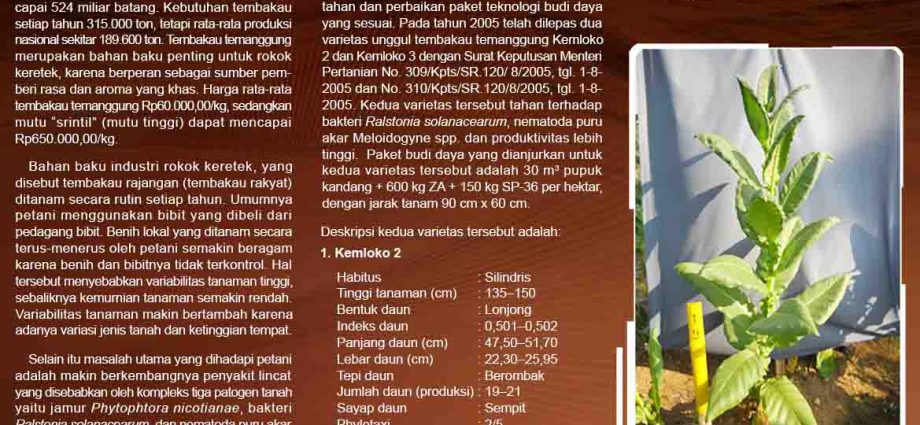 capai 524 miliar batang. Kebutuhan tembakau
setiap tahun 315.000 ton, tetapi rata-rata produksi
nasional sekitar 189.600 ton. Tembakau temanggung
merupakan bahan baku penting untuk rokok
keretek, karena berperan sebagai sumber pem-
beri rasa dan aroma yang khas. Harga rata-rata
tembakau temanggung Rp60.000,00/kg, sedangkan
mutu "srintil" (mutu tinggi) dapat mencapai
Rp650.000,00/kg.
Bahan baku industri rokok keretek, yang
disebut tembakau rajangan (tembakau rakyat)
ditanam secara rutin setiap tahun. Umumnya
petani menggunakan bibit yang dibeli dari
pedagang bibit. Benih lokal yang ditanam secara
terus-menerus oleh petani semakin beragam
karena benih dan bibitnya tidak terkontrol. Hal
tersebut menyebabkan variabilitas tanaman tinggi,
sebaliknya kemurnian tanaman semakin rendah.
Variabilitas tanaman makin bertambah karena
adanya variasi jenis tanah dan ketinggian tempat.
Selain itu masalah utama yang dihadapi petani
adalah makin berkembangnya penyakit lincat
yang disebabkan oleh kompleks tiga patogen tanah
yaitu jamur Phytophtora nicotianae, bakteri
Ralstonia solanacearum, dan nematoda puru akar
tahan dan perbaikan paket teknologi budi daya
yang sesuai. Pada tahun 2005 telah dilepas dua
varietas unggul tembakau temanggung Kemloko
2 dan Kemloko 3 dengan Surat Keputusan Menteri
Pertanian No. 309/Kpts/SR.120/ 8/2005, tgl. 1-8-
2005 dan No. 310/Kpts/SR.120/8/2005, tgl. 1-8-
2005. Kedua varietas tersebut tahan terhadap
bakteri Ralstonia solanacearum, nematoda puru
akar Meloidogyne spp. dan produktivitas lebih
tinggi. Paket budi daya yang dianjurkan untuk
kedua varietas tersebut adalah 30 m³ pupuk
kandang + 600 kg ZA + 150 kg SP-36 per hektar,
dengan jarak tanam 90 cm x 60 cm.
Deskripsi kedua varietas tersebut adalah:
1. Kemloko 2
Habitus : Silindris
Tinggi tanaman (cm) : 135–150
Bentuk daun : Lonjong
Indeks daun : 0,501–0,502
Panjang daun (cm) : 47,50–51,70
Lebar daun (cm) : 22,30–25,95
Tepi daun : Berombak
Jumlah daun (produksi) : 19–21
Sayap daun : Sempit
Phylotaxi : 2/5